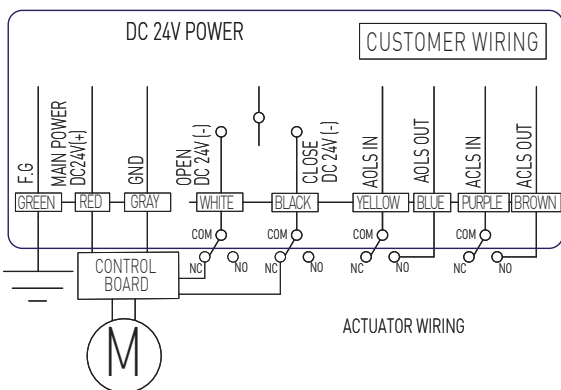 DC 24V POWER
CUSTOMER WIRING
F.G
MAIN POWER
DC24V(+)
GND
OPEN
DC 24V (-)
CLOSE
DC 24V (-)
AOLS IN
AOLS OUT
ACLS IN
ACLS OUT
GREEN
RED
GRAY
WHITE
BLACK
YELLOW
BLUE
PURPLE
BROWN
COM
COM
COM
COM
NC
NO
NC
NO
NC
NO
NC
NO
CONTROL
BOARD
ACTUATOR WIRING
M